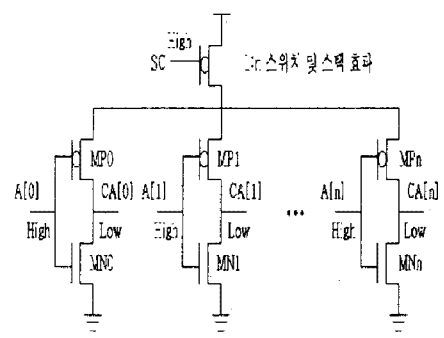 High
SC
스위치 및 스택 효과
MP0 MP1 MPn
A[0] CA[0] A[1] CA[1] A[n] CA[n]
...
High Low High Low High Low
MN1 MNn